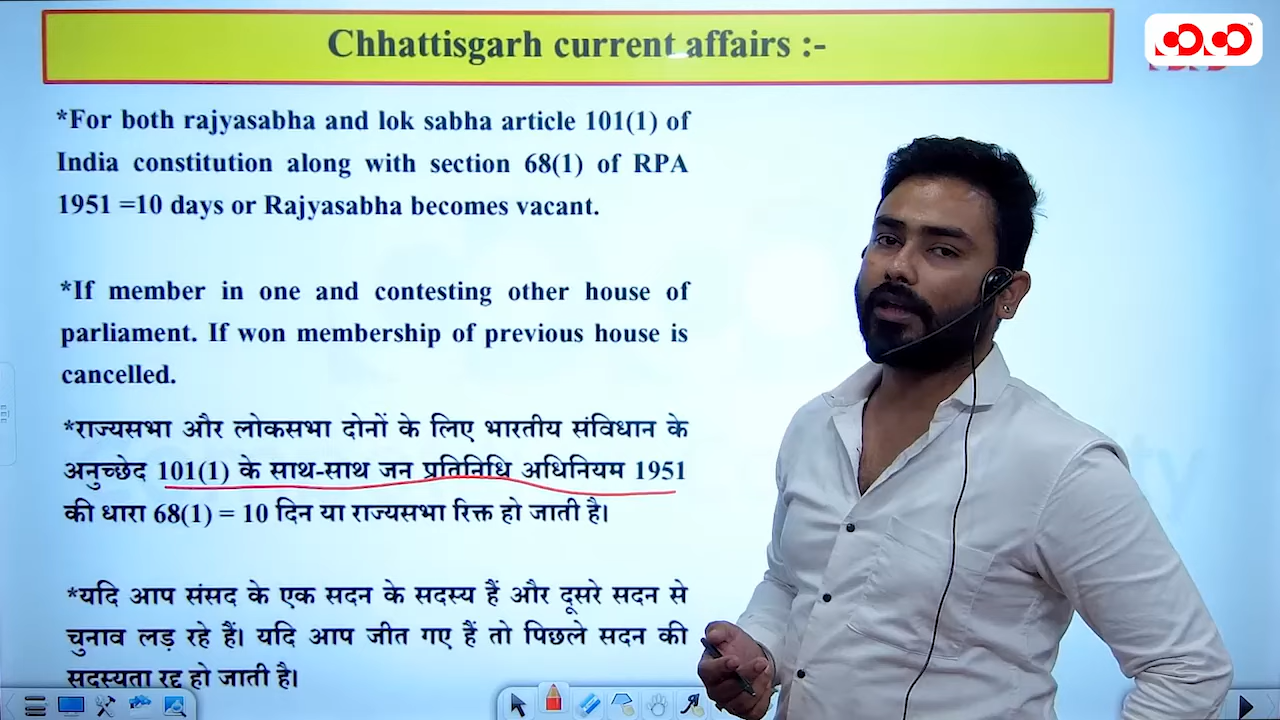 Chhattisgarh current affairs :-
*For both rajyasabha and lok sabha article 101(1) of
India constitution along with section 68(1) of RPA
1951 =10 days or Rajyasabha becomes vacant.
*If member in one and contesting other house of
parliament. If won membership of previous house is
cancelled.
*राज्यसभा और लोकसभा दोनों के लिए भारतीय संविधान के
अनुच्छेद 101(1) के साथ-साथ जन प्रतिनिधि अधिनियम 1951
की धारा 68(1) = 10 दिन या राज्यसभा रिक्त हो जाती है।
*यदि आप संसद के एक सदन के सदस्य हैं और दूसरे सदन से
चुनाव लड़ रहे हैं। यदि आप जीत गए हैं तो पिछले सदन की
सदस्यता रद्द हो जाती है।